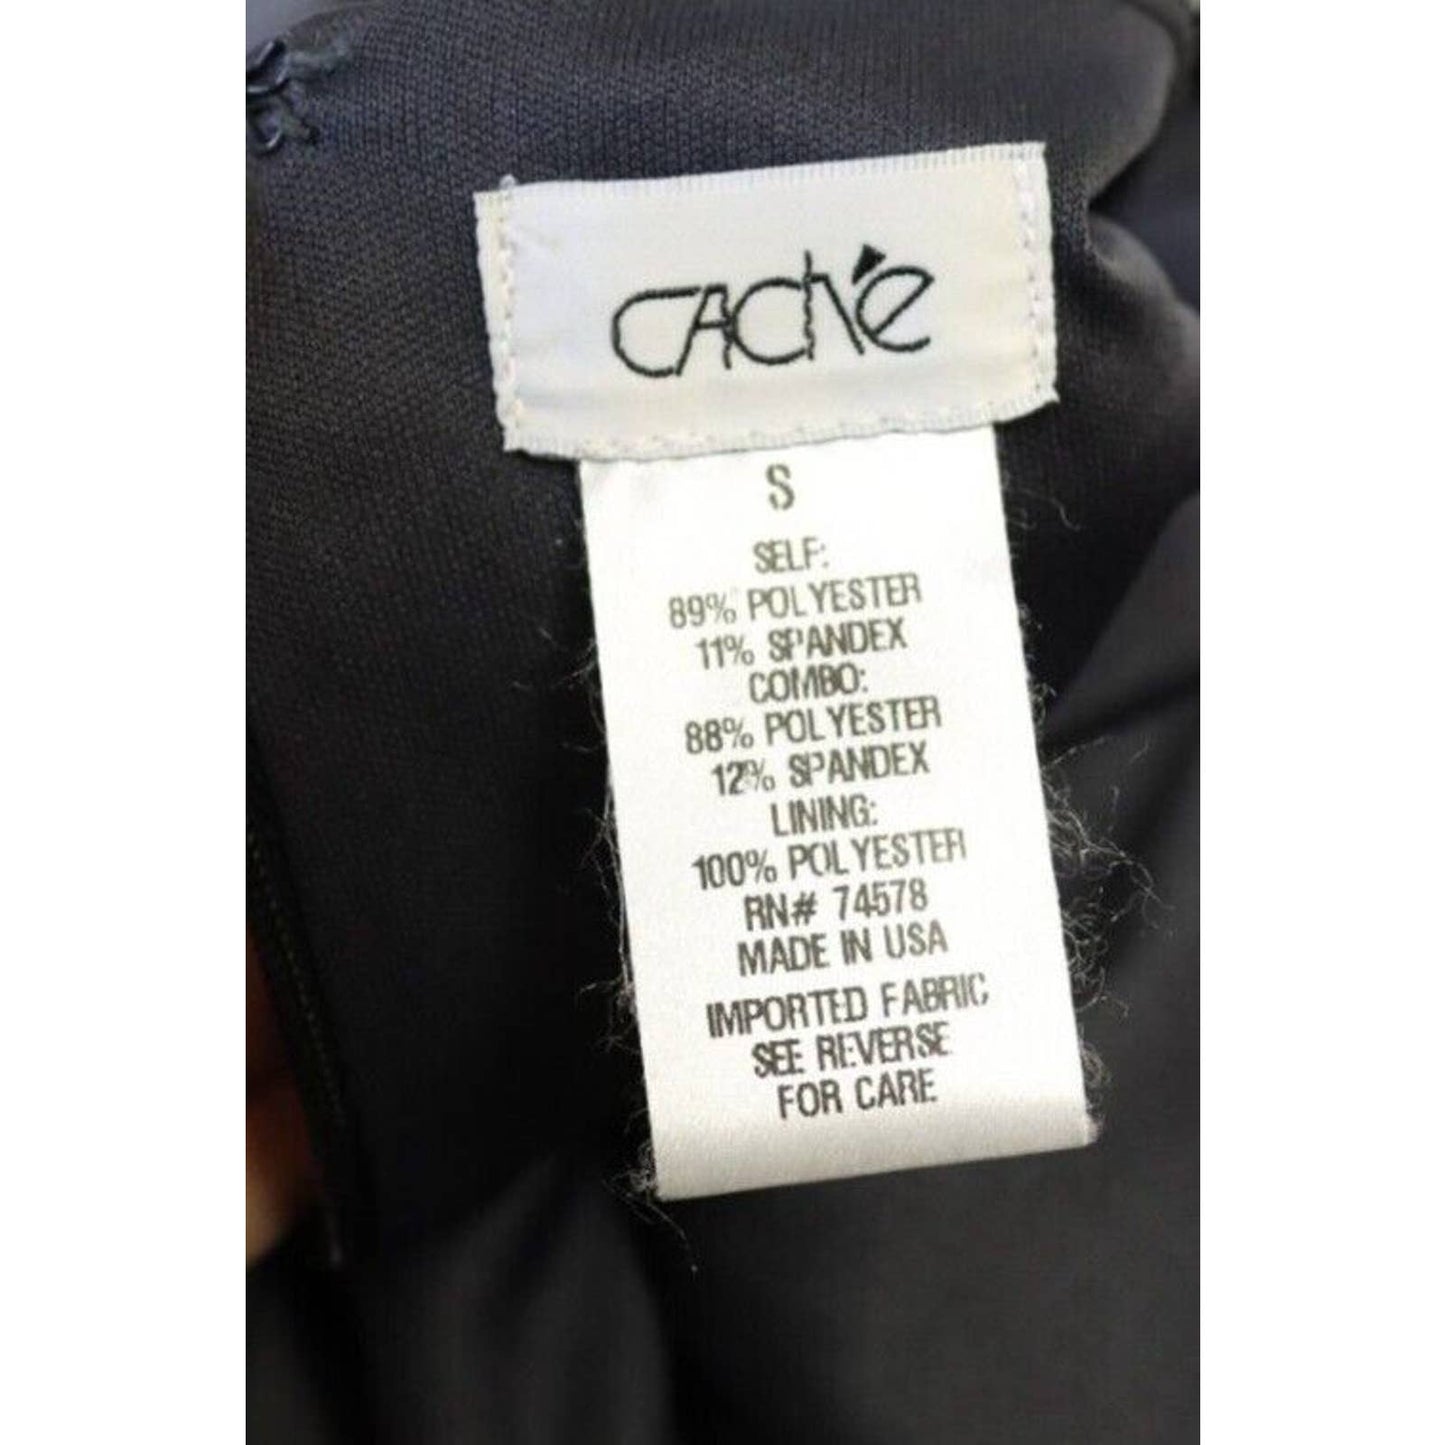 CACHé
S
SELF:
89% POLYESTER
11% SPANDEX
COMBO:
88% POLYESTER
12% SPANDEX
LINING:
100% POLYESTER
RN# 74578
MADE IN USA
IMPORTED FABRIC
SEE REVERSE
FOR CARE